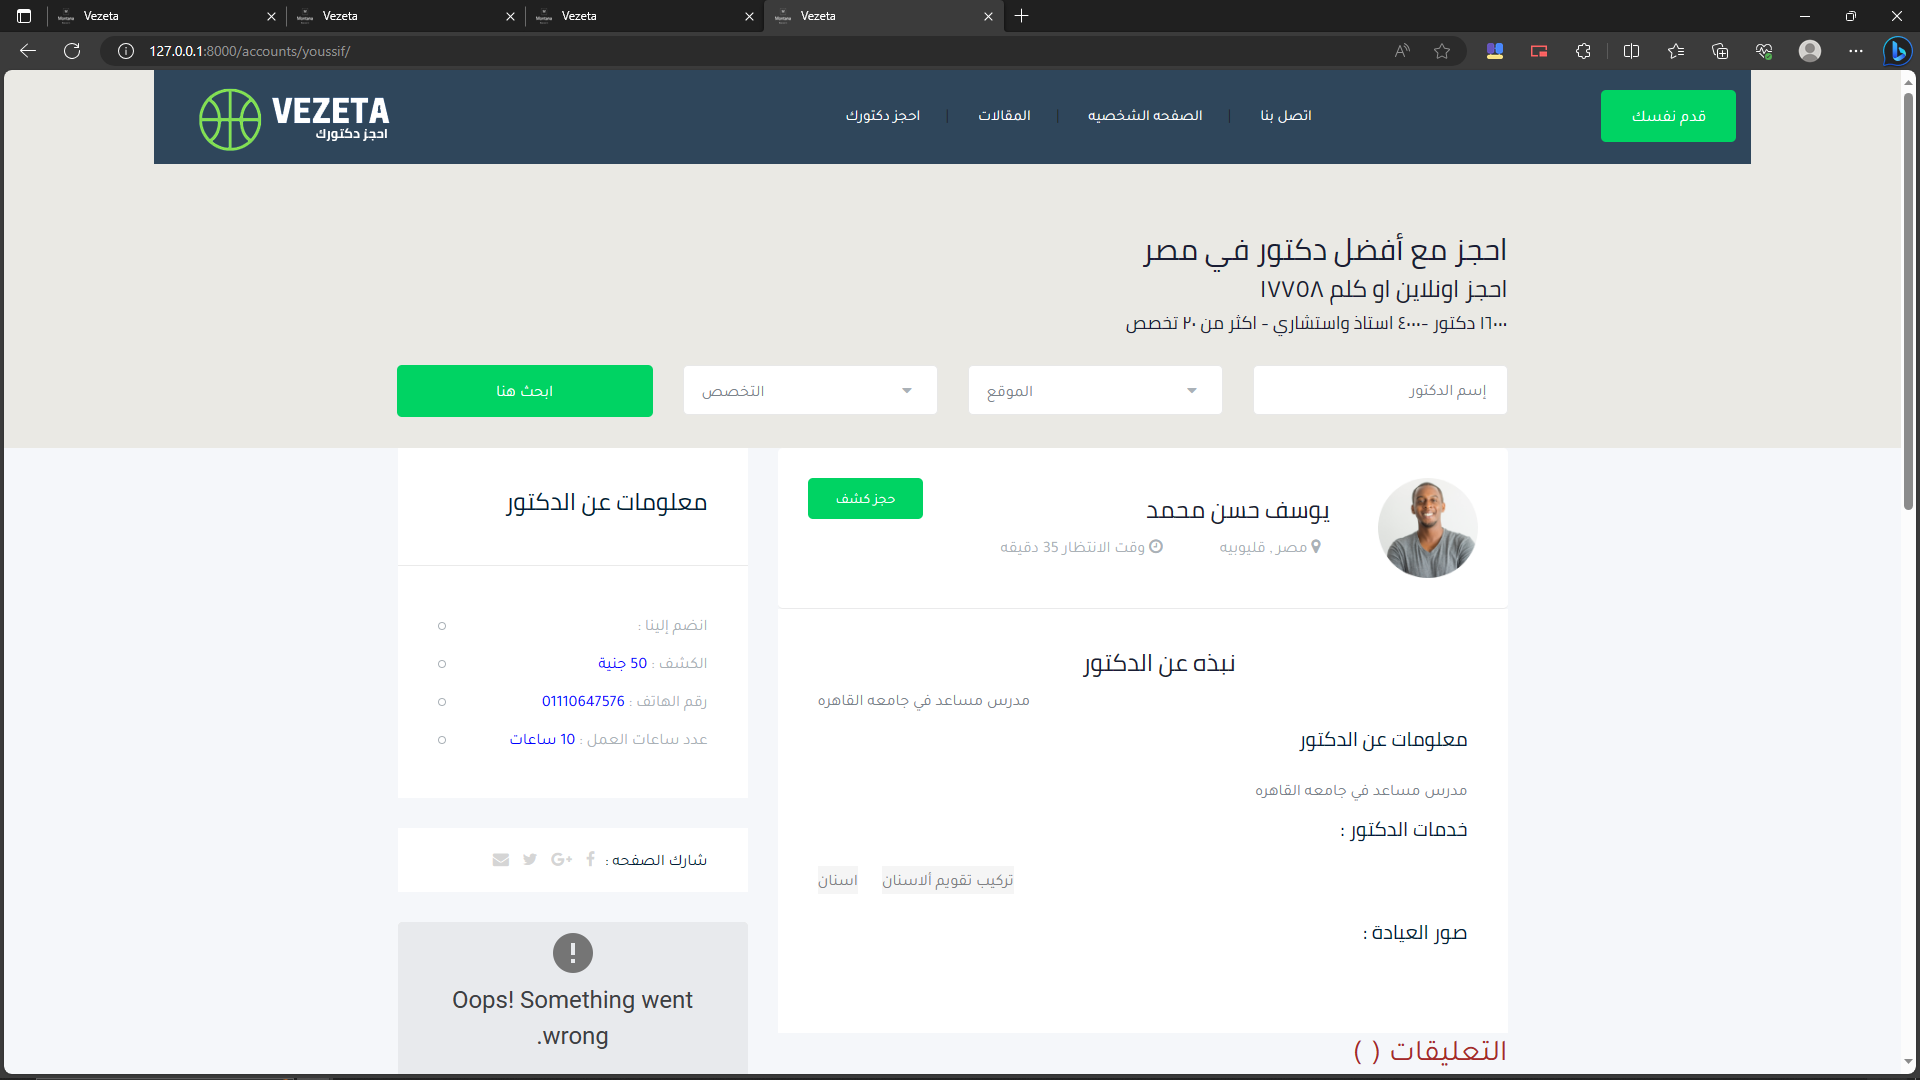 Vezeta
Vezeta
Vezeta
Vezeta
127.0.0.1:8000/accounts/youssif/
VEZETA
احجز دكتورك
احجز دكتورك
المقالات
الصفحه الشخصيه
اتصل بنا
قدم نفسك
احجز مع أفضل دكتور في مصر
احجز اونلاين او كلم ١٧٧٥٨
١٦٠٠٠ دكتور -٤٠٠٠ استاذ واستشاري - اكثر من ٢٠ تخصص
إسم الدكتور
الموقع
التخصص
ابحث هنا
يوسف حسن محمد
مصر , قليوبيه
وقت الانتظار 35 دقيقه
حجز كشف
نبذه عن الدكتور
مدرس مساعد في جامعه القاهره
معلومات عن الدكتور
مدرس مساعد في جامعه القاهره
خدمات الدكتور :
تركيب تقويم ألاسنان
اسنان
صور العيادة :
التعليقات ( )
معلومات عن الدكتور
انضم إلينا :
الكشف : 50 جنية
رقم الهاتف : 01110647576
عدد ساعات العمل : 10 ساعات
شارك الصفحه :
Oops! Something went
.wrong